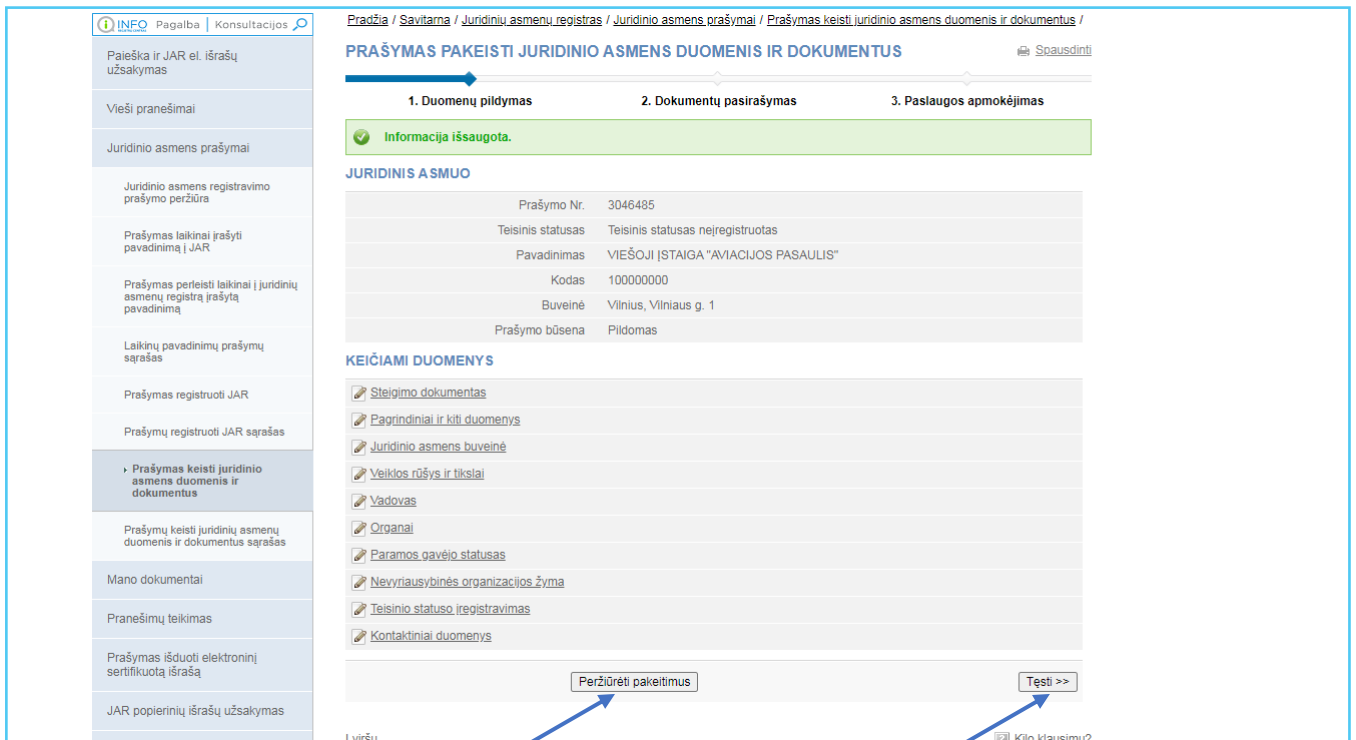 INFO Pagalba | Konsultacijos
Paieška ir JAR el. išrašų
užsakymas
Vieši pranešimai
Juridinio asmens prašymai
Juridinio asmens registravimo
prašymo peržiūra
Prašymas laikinai įrašyti
pavadinimą į JAR
Prašymas perleisti laikinai į juridinių
asmenų registrą įrašytą
pavadinimą
Laikinų pavadinimų prašymų
sąrašas
Prašymas registruoti JAR
Prašymų registruoti JAR sąrašas
Prašymas keisti juridinio
asmens duomenis ir
dokumentus
Prašymų keisti juridinių asmenų
duomenis ir dokumentus sąrašas
Mano dokumentai
Pranešimų teikimas
Prašymas išduoti elektroninį
sertifikuotą išrašą
JAR popierinių išrašų užsakymas
Pradžia / Savitarna / Juridinių asmenų registras / Juridinio asmens prašymai / Prašymas keisti juridinio asmens duomenis ir dokumentus /
PRAŠYMAS PAKEISTI JURIDINIO ASMENS DUOMENIS IR DOKUMENTUS
Spausdinti
1. Duomenų pildymas 2. Dokumentų pasirašymas 3. Paslaugos apmokėjimas
Informacija išsaugota.
JURIDINIS ASMUO
Prašymo Nr. 3046485
Teisinis statusas Teisinis statusas neįregistruotas
Pavadinimas VIEŠOJI ĮSTAIGA "AVIACIJOS PASAULIS"
Kodas 100000000
Buveinė Vilnius, Vilniaus g. 1
Prašymo būsena Pildomas
KEIČIAMI DUOMENYS
Steigimo dokumentas
Pagrindiniai ir kiti duomenys
Juridinio asmens buveinė
Veiklos rūšys ir tikslai
Vadovas
Organai
Paramos gavėjo statusas
Nevyriausybinės organizacijos žyma
Teisinio statuso įregistravimas
Kontaktiniai duomenys
Peržiūrėti pakeitimus Tęsti >>
Į viršų Kilo klausimų?